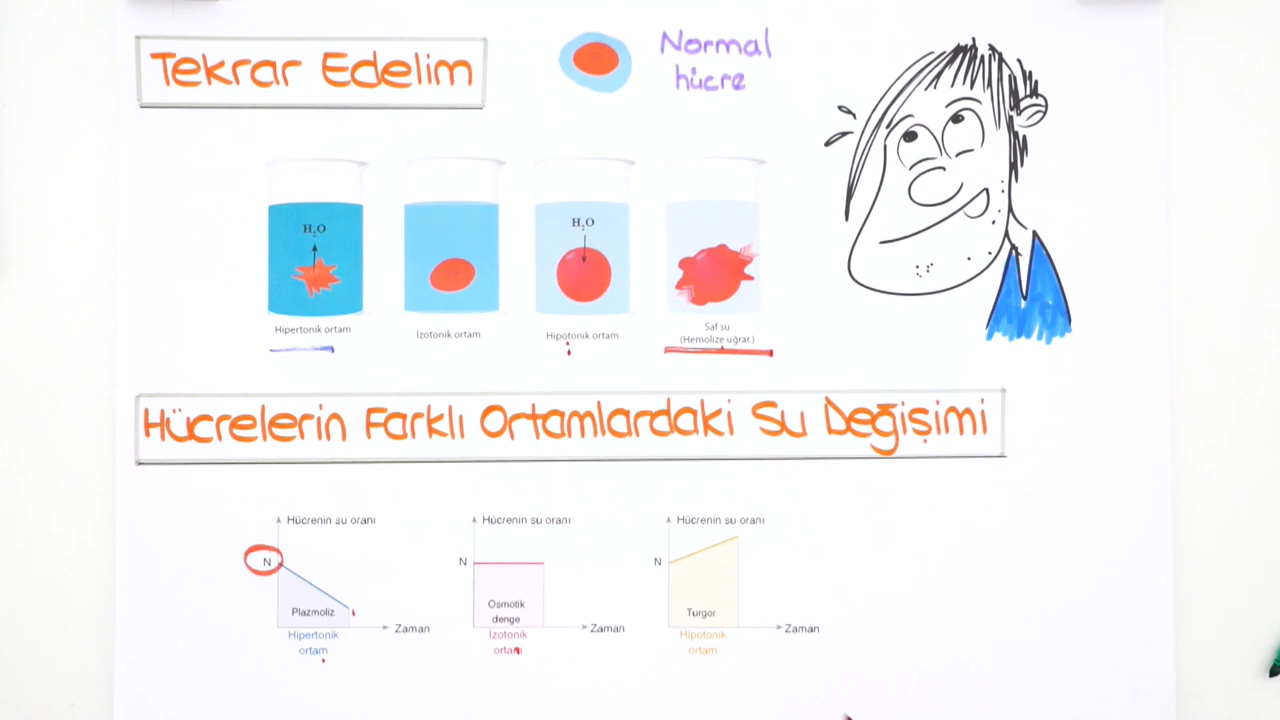 Tekrar Edelim
Normal
hücre
H₂O
H₂O
Hipertonik ortam
İzotonik ortam
Hipotonik ortam
Saf su
(Hemolize uğrar.)
Hücrelerin Farklı Ortamlardaki Su Değişimi
Hücrenin su oranı
N
Plazmoliz
Zaman
Hipertonik
ortam
Hücrenin su oranı
N
Osmotik
denge
Zaman
İzotonik
ortam
Hücrenin su oranı
N
Turgor
Zaman
Hipotonik
ortam